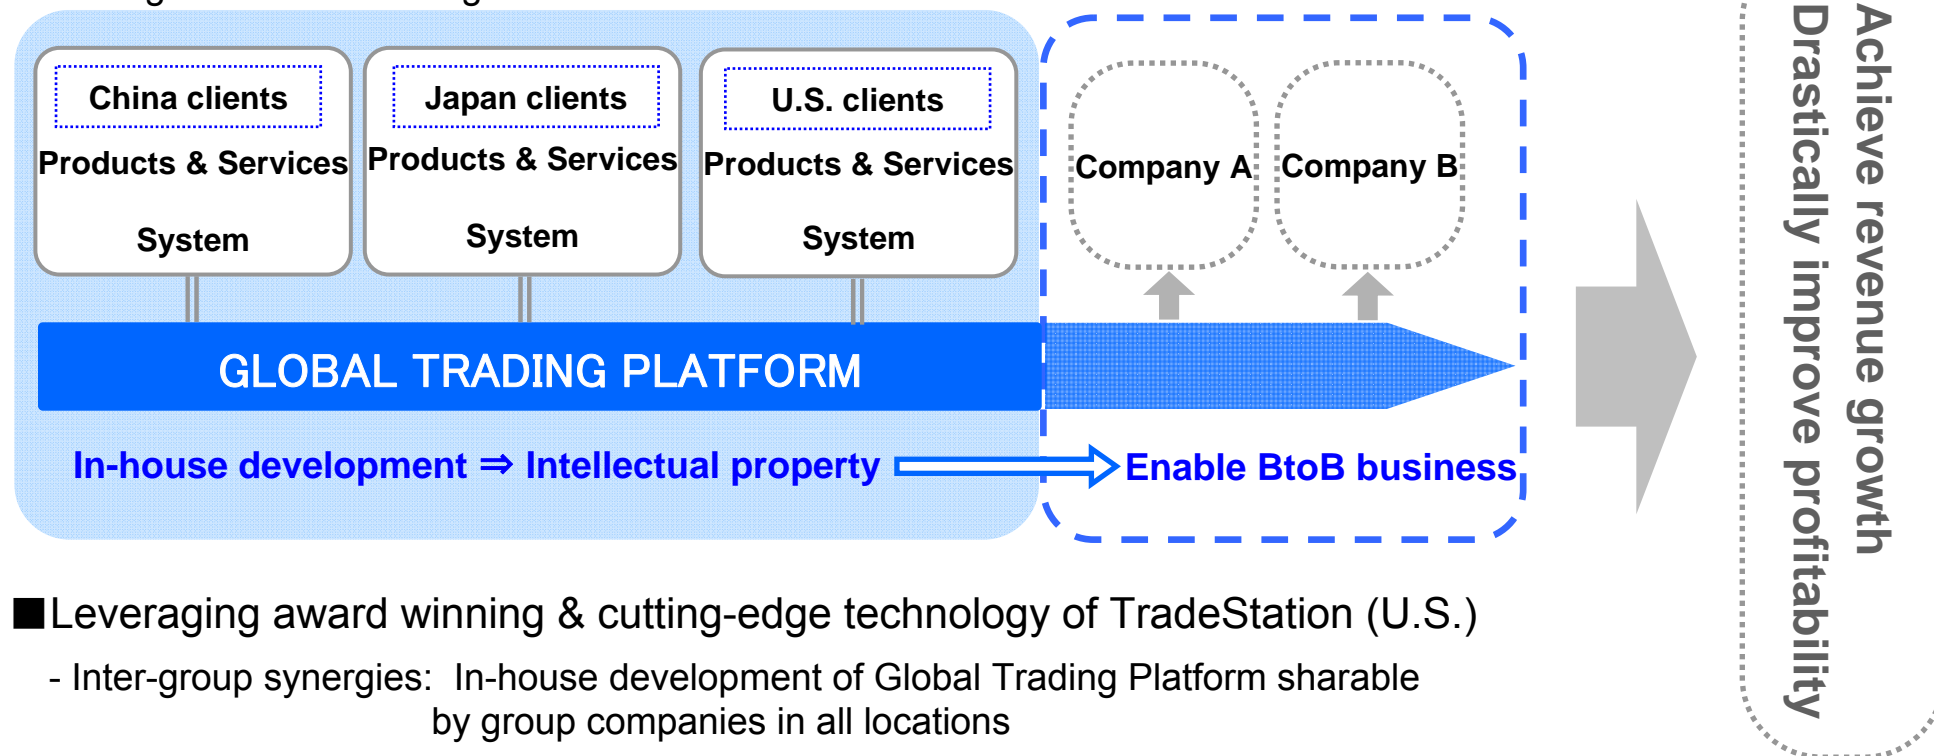 China clients
Products & Services
System
Japan clients
Products & Services
System
U.S. clients
Products & Services
System
Company A
Company B
GLOBAL TRADING PLATFORM
In-house development ⇒ Intellectual property
Enable BtoB business
Achieve revenue growth
Drastically improve profitability
■Leveraging award winning & cutting-edge technology of TradeStation (U.S.)
- Inter-group synergies: In-house development of Global Trading Platform sharable
by group companies in all locations